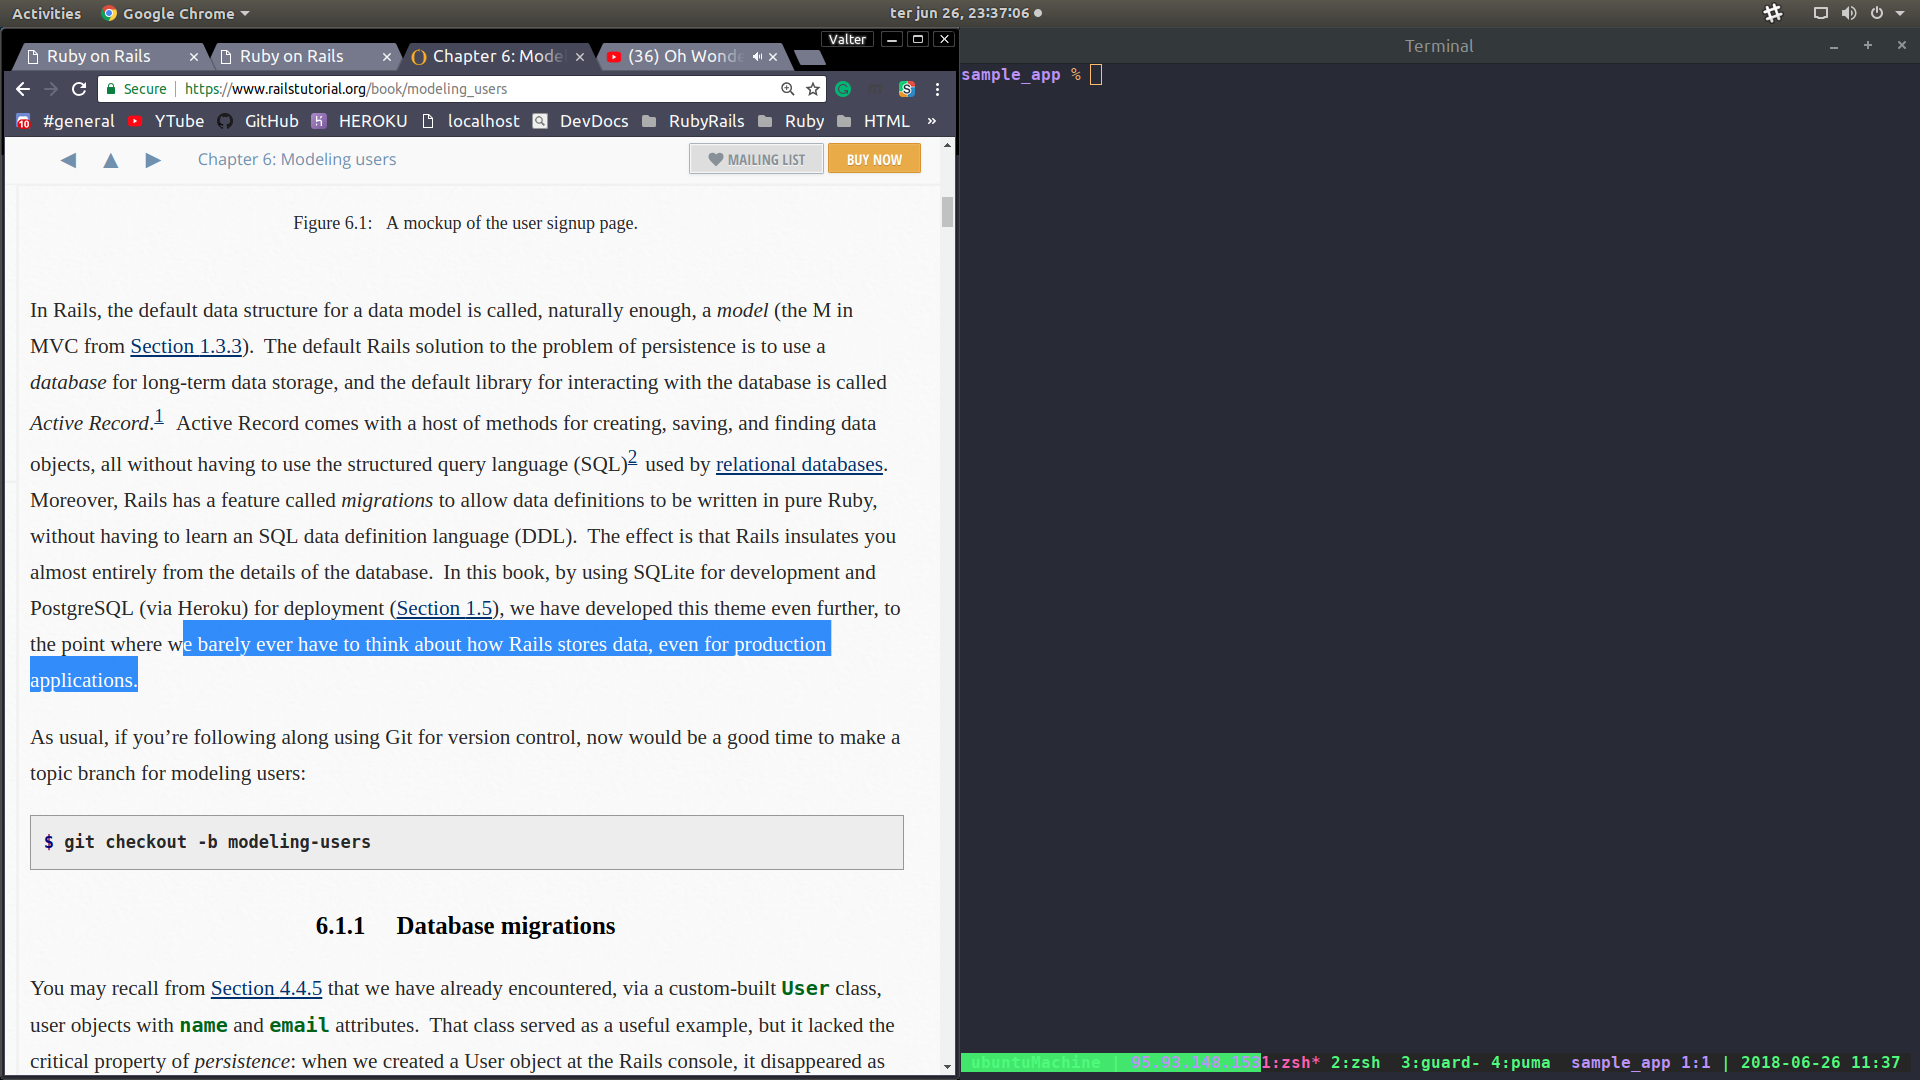 Activities Google Chrome ter jun 26, 23:37:06
Valter
Ruby on Rails Ruby on Rails Chapter 6: Mode (36) Oh Wond
Secure https://www.railstutorial.org/book/modeling_users
10 #general YTube GitHub HEROKU localhost DevDocs RubyRails Ruby HTML »
Chapter 6: Modeling users MAILING LIST BUY NOW
Figure 6.1: A mockup of the user signup page.
In Rails, the default data structure for a data model is called, naturally enough, a model (the M in
MVC from Section 1.3.3). The default Rails solution to the problem of persistence is to use a
database for long-term data storage, and the default library for interacting with the database is called
Active Record.1 Active Record comes with a host of methods for creating, saving, and finding data
objects, all without having to use the structured query language (SQL)2 used by relational databases.
Moreover, Rails has a feature called migrations to allow data definitions to be written in pure Ruby,
without having to learn an SQL data definition language (DDL). The effect is that Rails insulates you
almost entirely from the details of the database. In this book, by using SQLite for development and
PostgreSQL (via Heroku) for deployment (Section 1.5), we have developed this theme even further, to
the point where we barely ever have to think about how Rails stores data, even for production
applications.
As usual, if you’re following along using Git for version control, now would be a good time to make a
topic branch for modeling users:
$ git checkout -b modeling-users
6.1.1 Database migrations
You may recall from Section 4.4.5 that we have already encountered, via a custom-built User class,
user objects with name and email attributes. That class served as a useful example, but it lacked the
critical property of persistence: when we created a User object at the Rails console, it disappeared as
Terminal
sample_app %
ubuntuMachine | 95.93.148.1531:zsh* 2:zsh 3:guard- 4:puma sample_app 1:1 | 2018-06-26 11:37